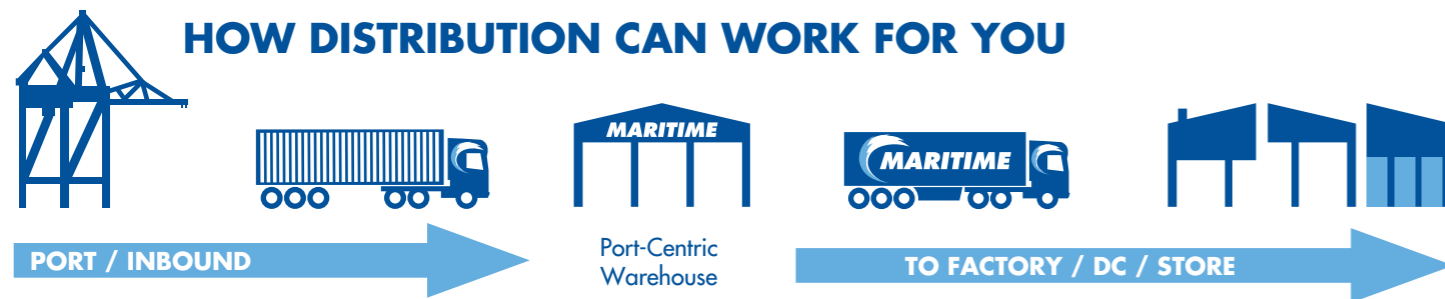 HOW DISTRIBUTION CAN WORK FOR YOU
MARITIME
MARITIME
PORT / INBOUND
Port-Centric
Warehouse
TO FACTORY / DC / STORE